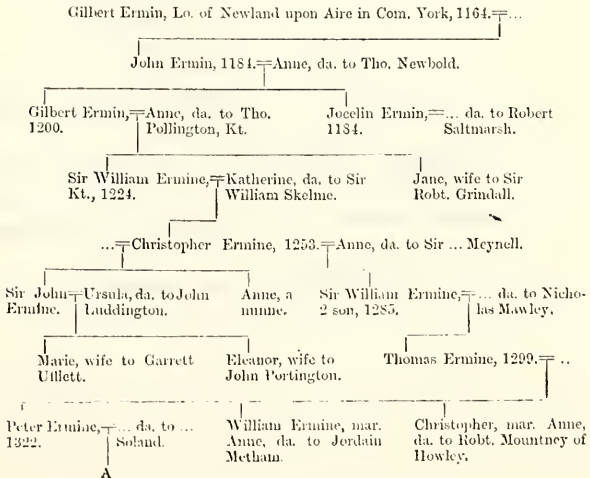 Gilbert Ermin, Lo. of Newland upon Aire in Com. York, 1164.=...
John Ermin, 1184.=Anne, da. to Tho. Newbold.
Gilbert Ermin,=Anne, da. to Tho.
1200. Pollington, Kt.
Jocelin Ermin,=... da. to Robert
1184. Saltmarsh.
Sir William Ermine,=Katherine, da. to Sir
Kt., 1224. William Skelme.
Jane, wife to Sir
Robt. Grindall.
...=Christopher Ermine, 1253.=Anne, da. to Sir ... Meynell.
Sir John=Ursula, da. to John
Ermine. Luddington.
Anne, a
nunne.
Sir William Ermine,=... da. to Nicho-
2 son, 1285. las Mawley.
Marie, wife to Garrett
Ulllett.
Eleanor, wife to
John Portington.
Thomas Ermine, 1299.=..
Peter Ermine,=... da. to ...
1322. Soland.
William Ermine, mar.
Anne, da. to Jordain
Metham.
Christopher, mar. Anne,
da. to Robt. Mountney of
Howley.
A